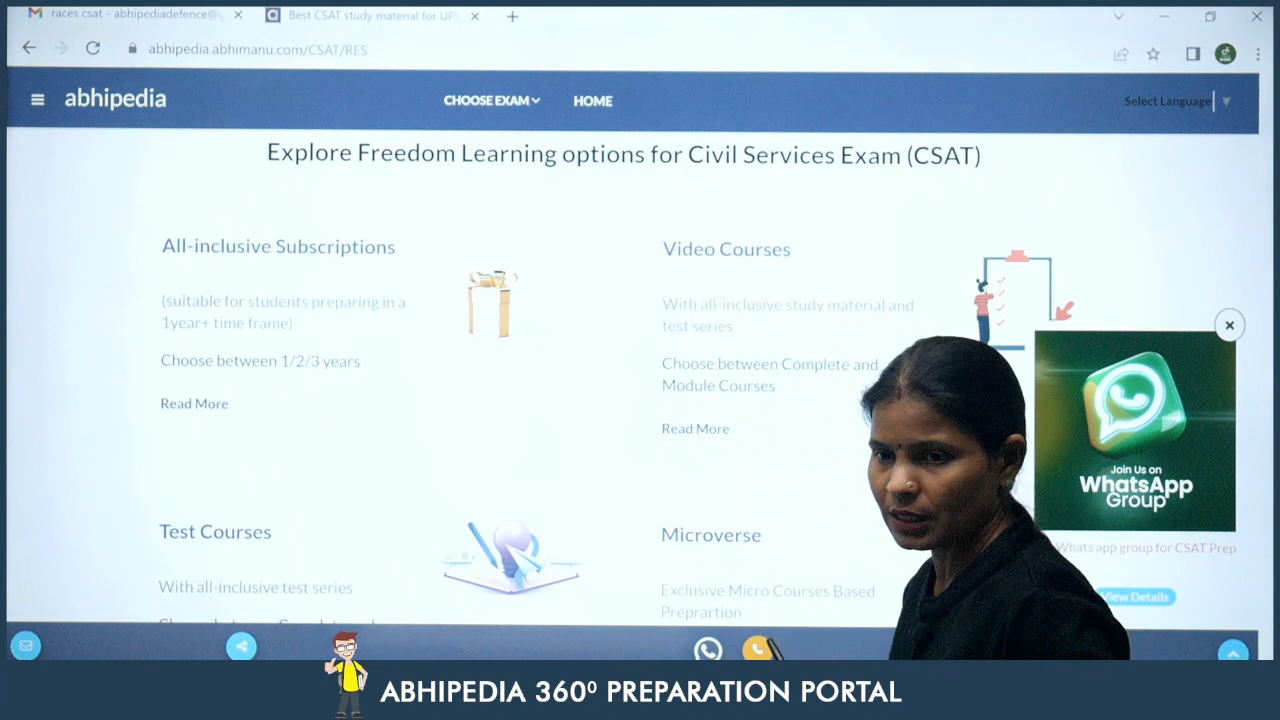 races csat - abhipediadefence@
Best CSAT study material for UP
abhipedia.abhimanu.com/CSAT/RES
abhipedia
CHOOSE EXAM
HOME
Select Language
Explore Freedom Learning options for Civil Services Exam (CSAT)
All-inclusive Subscriptions
(suitable for students preparing in a
1year+ time frame)
Choose between 1/2/3 years
Read More
Video Courses
With all-inclusive study material and
test series
Choose between Complete and
Module Courses
Read More
Join Us on
WhatsApp
Group
Whats app group for CSAT Prep
View Details
Test Courses
With all-inclusive test series
Microverse
Exclusive Micro Courses Based
Preprartion
ABHIPEDIA 360⁰ PREPARATION PORTAL